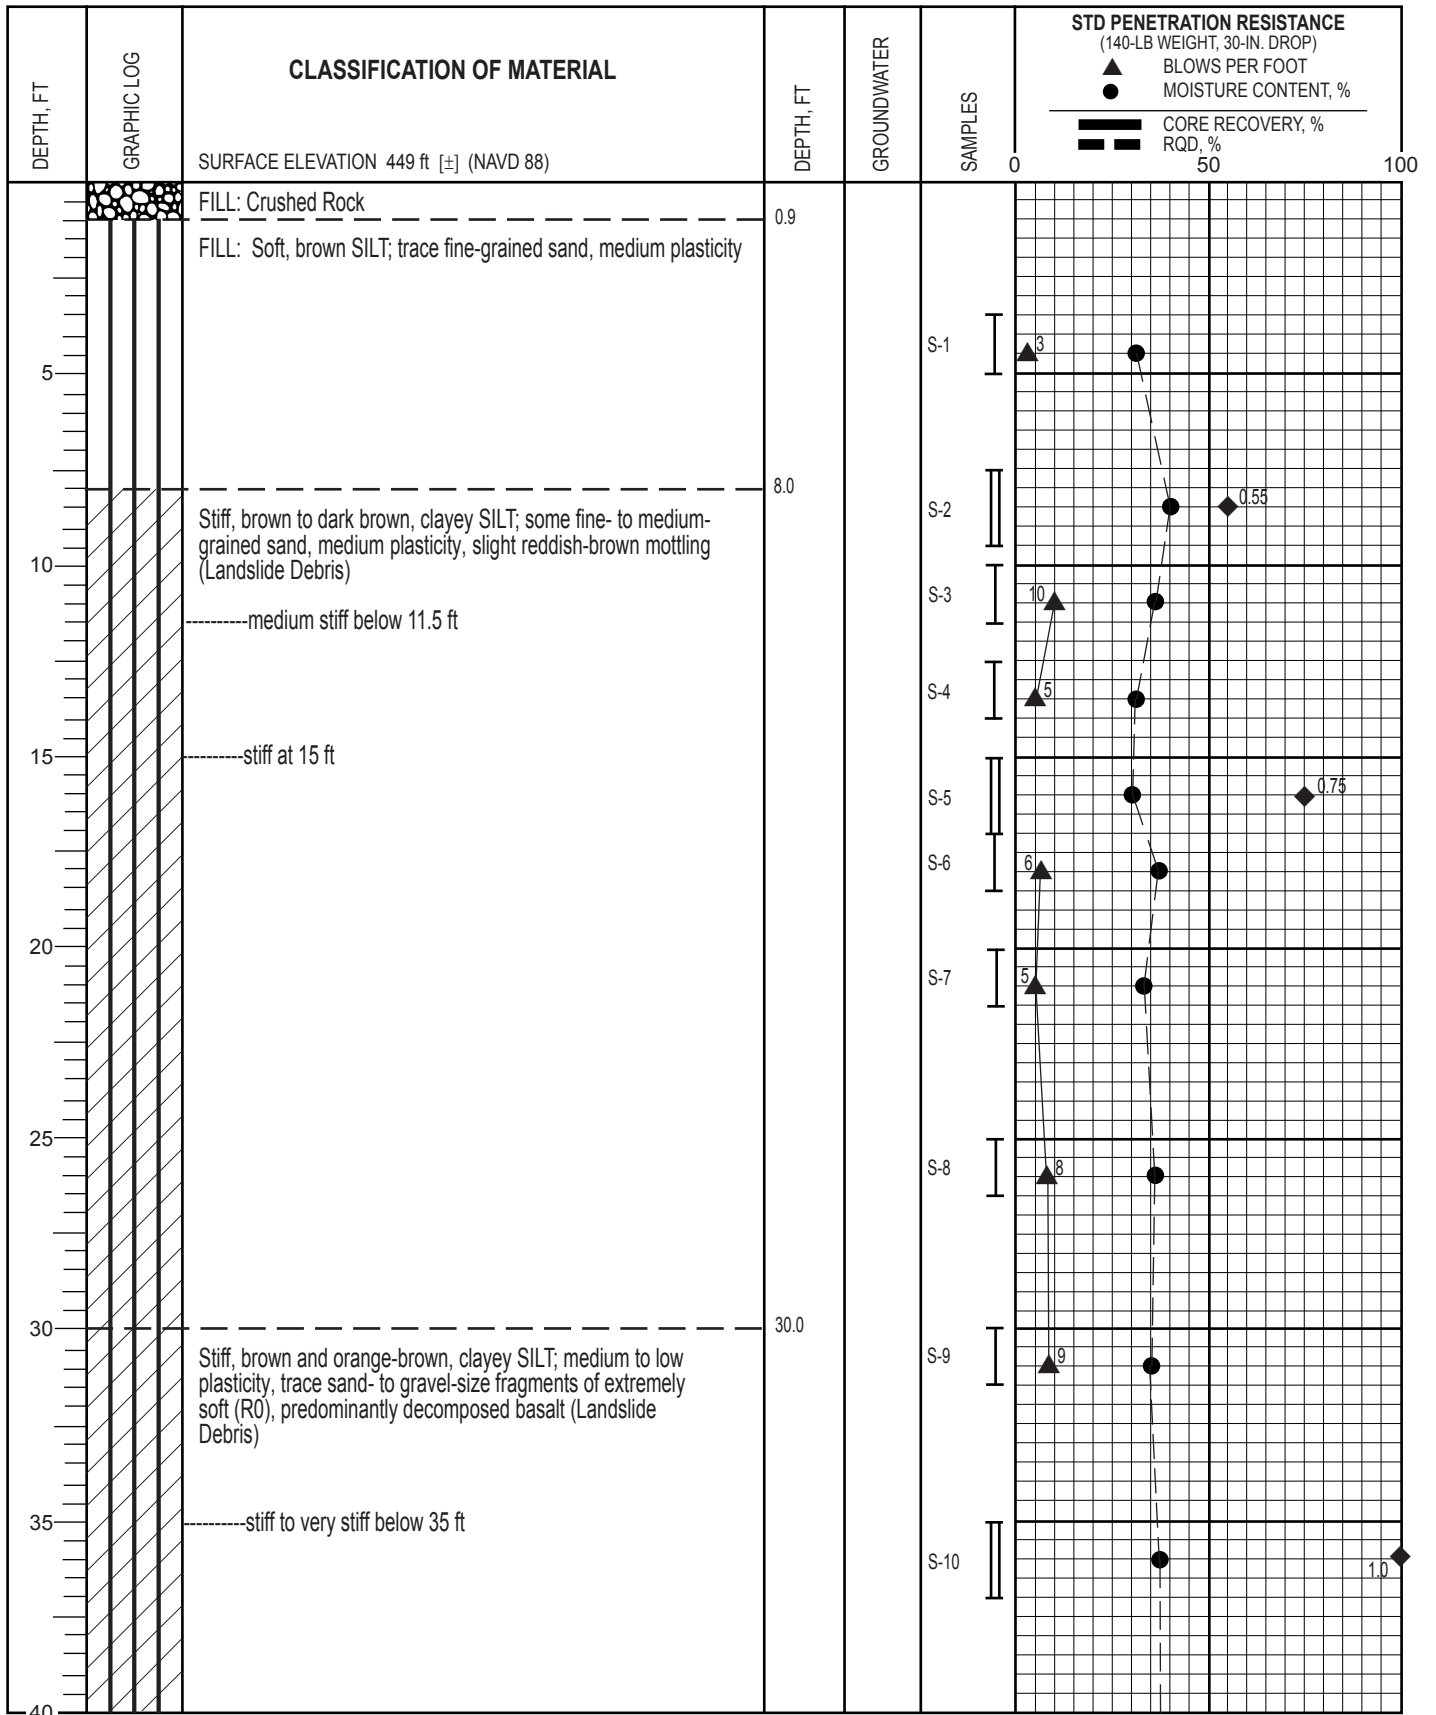 DEPTH, FT
GRAPHIC LOG
CLASSIFICATION OF MATERIAL
SURFACE ELEVATION 449 ft [±] (NAVD 88)
DEPTH, FT
GROUNDWATER
SAMPLES
STD PENETRATION RESISTANCE
(140-LB WEIGHT, 30-IN. DROP)
BLOWS PER FOOT
MOISTURE CONTENT, %
CORE RECOVERY, %
RQD, %
0 50 100
FILL: Crushed Rock
0.9
FILL: Soft, brown SILT; trace fine-grained sand, medium plasticity
S-1
3
5
8.0
S-2
0.55
Stiff, brown to dark brown, clayey SILT; some fine- to medium-
grained sand, medium plasticity, slight reddish-brown mottling
(Landslide Debris)
10
S-3
10
medium stiff below 11.5 ft
S-4
5
15
stiff at 15 ft
S-5
0.75
S-6
6
20
S-7
5
25
S-8
8
30
30.0
S-9
9
Stiff, brown and orange-brown, clayey SILT; medium to low
plasticity, trace sand- to gravel-size fragments of extremely
soft (R0), predominantly decomposed basalt (Landslide
Debris)
35
stiff to very stiff below 35 ft
S-10
1.0
40